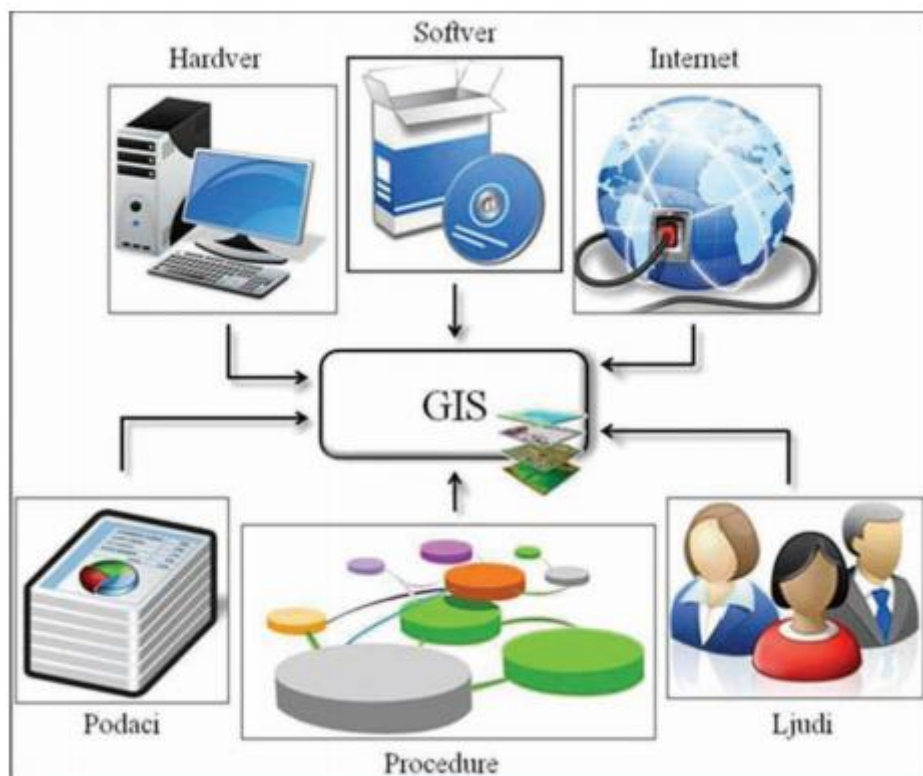 Hardver
Softver
Internet
GIS
Podaci
Procedure
Ljudi